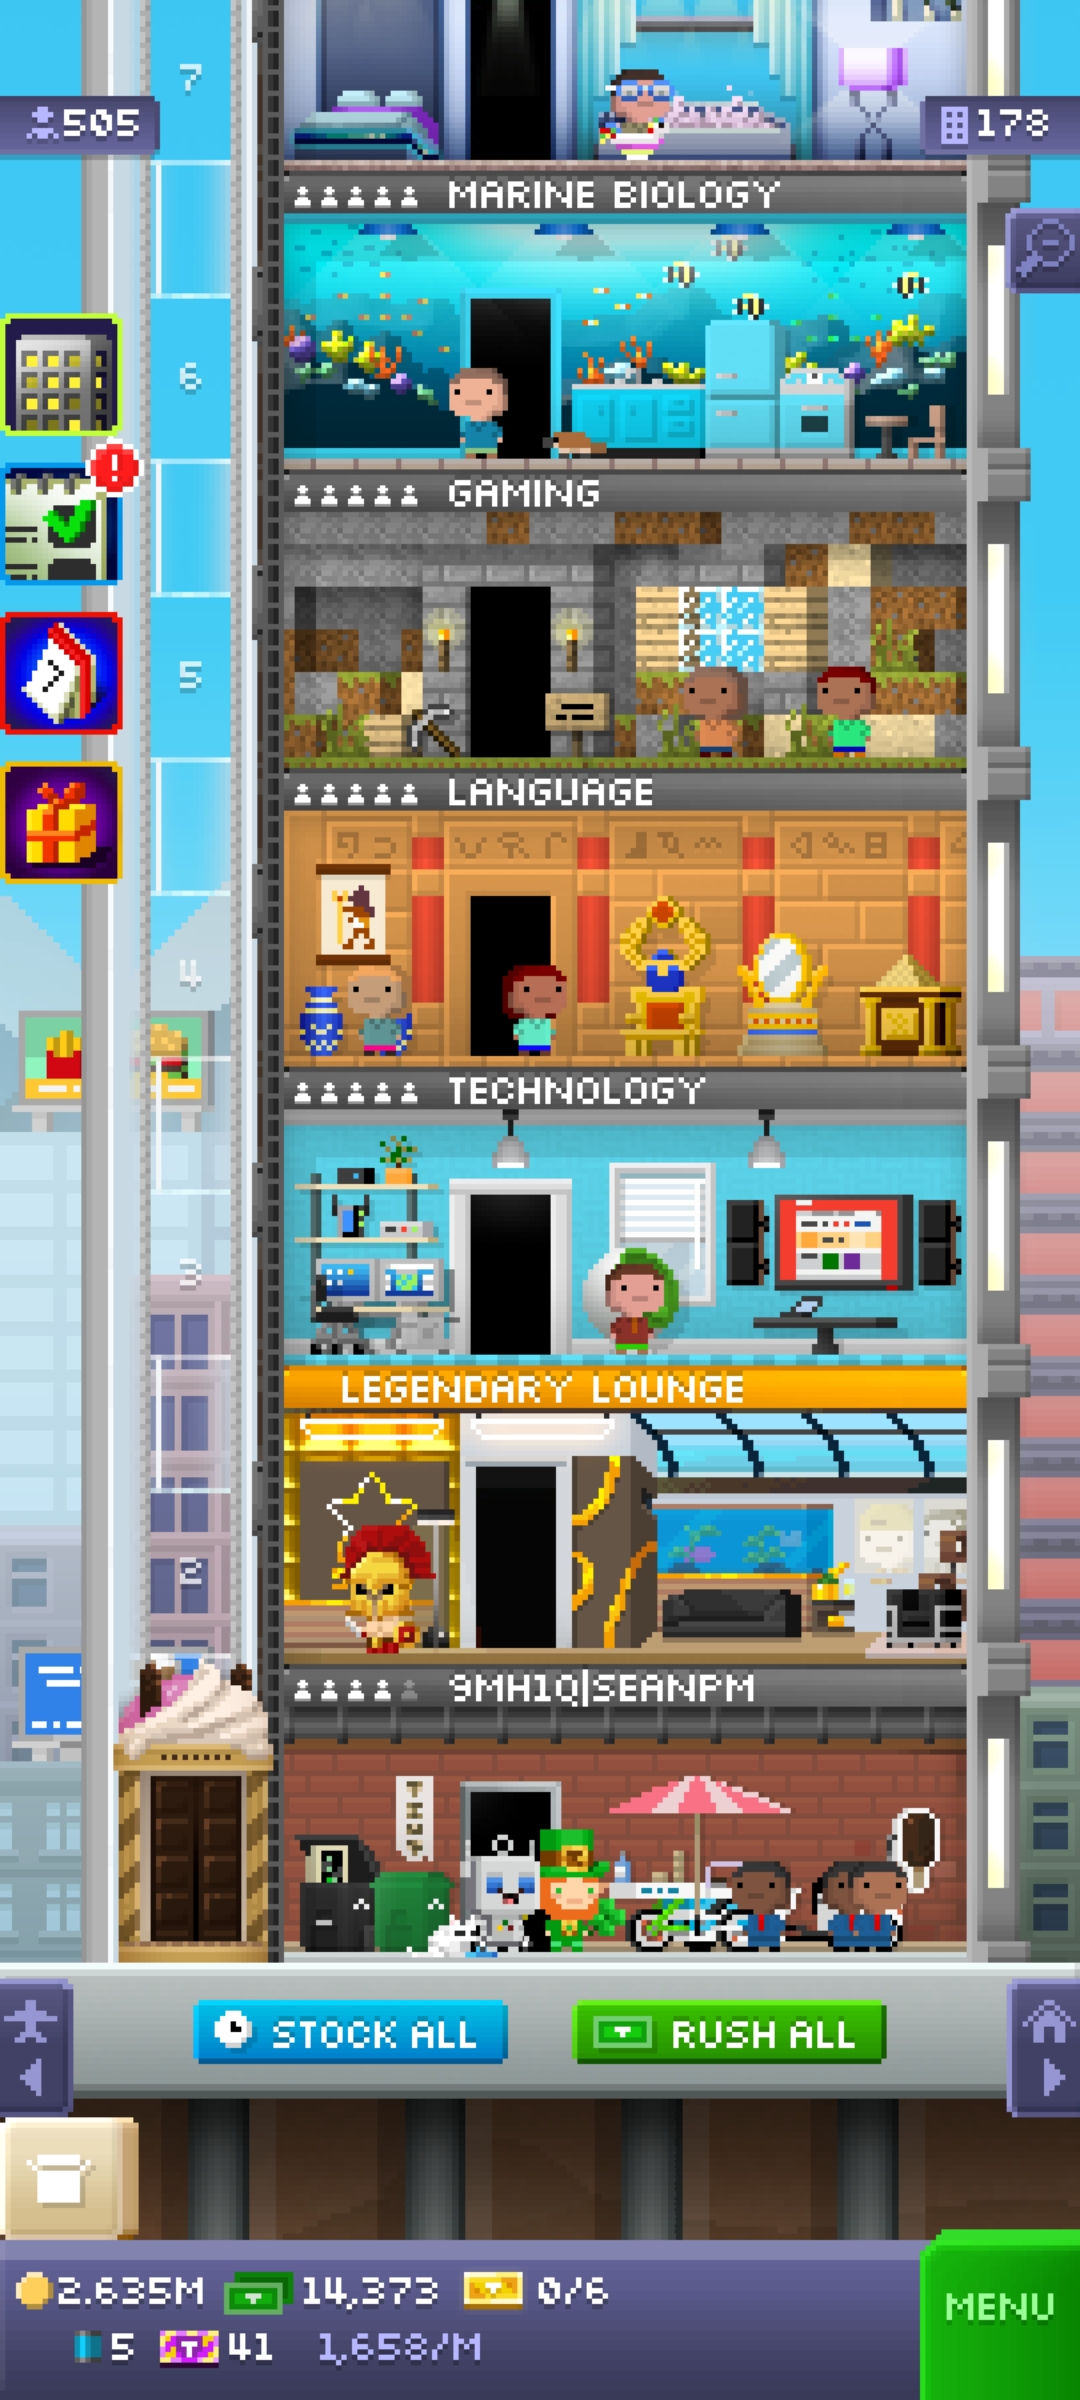 7
505
178
MARINE BIOLOGY
6
GAMING
5
LANGUAGE
4
TECHNOLOGY
3
LEGENDARY LOUNGE
2
9MH1Q|SEANPM
TINY
STOCK ALL
RUSH ALL
2.635M 14,373 0/6
MENU
5 41 1,658/M